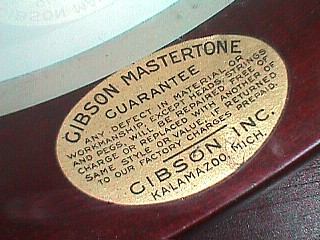 GIBSON MASTERTONE
GUARANTEE
ANY DEFECT IN MATERIAL OR
WORKMANSHIP, EXCEPT HEADS, STRINGS
AND PEGS, WILL BE REPAIRED FREE OF
CHARGE OR REPLACED WITH ANOTHER OF
SAME STYLE OR VALUE, IF RETURNED
TO OUR FACTORY CHARGES PREPAID.
GIBSON INC.
KALAMAZOO, MICH.